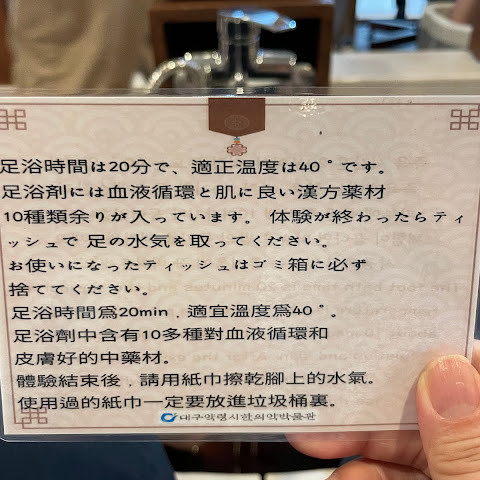 足浴時間は20分で、適正温度は40°です。
足浴剤には血液循環と肌に良い漢方薬材
10種類余りが入っています。 体験が終わったらティ
ッシュで 足の水気を取ってください。
お使いになったティッシュはゴミ箱に必ず
捨ててください。
足浴時間為20min，適宜溫度為40°。
足浴劑中含有10多種對血液循環和
皮膚好的中藥材。
體驗結束後，請用紙巾擦乾腳上的水氣。
使用過的紙巾一定要放進垃圾桶裏。
대구약령시한의약박물관